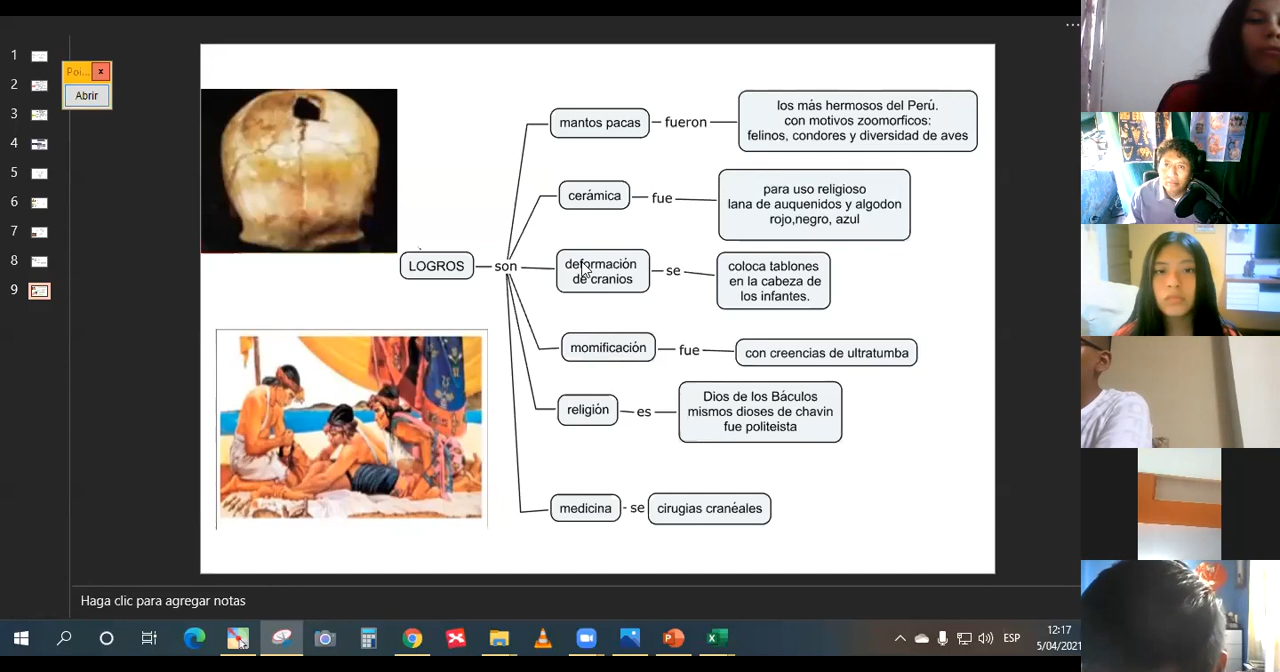 1
2
3
4
5
6
7
8
9
Poi... x
Abrir
LOGROS
son
mantos pacas
fueron
los más hermosos del Perú.
con motivos zoomorficos:
felinos, condores y diversidad de aves
cerámica
fue
para uso religioso
lana de auquenidos y algodon
rojo,negro, azul
deformación
de cranios
se
coloca tablones
en la cabeza de
los infantes.
momificación
fue
con creencias de ultratumba
religión
es
Dios de los Báculos
mismos dioses de chavin
fue politeista
medicina
se
cirugias cranéales
Haga clic para agregar notas
ESP
12:17
5/04/2021